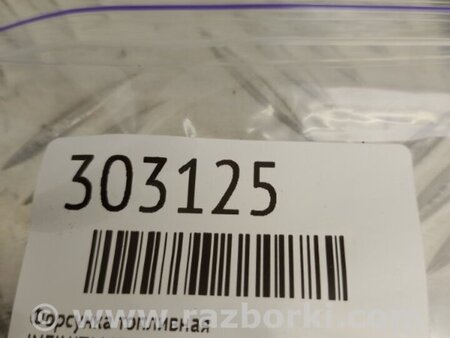 303125
Форсунка топливная
© www.razborki.com